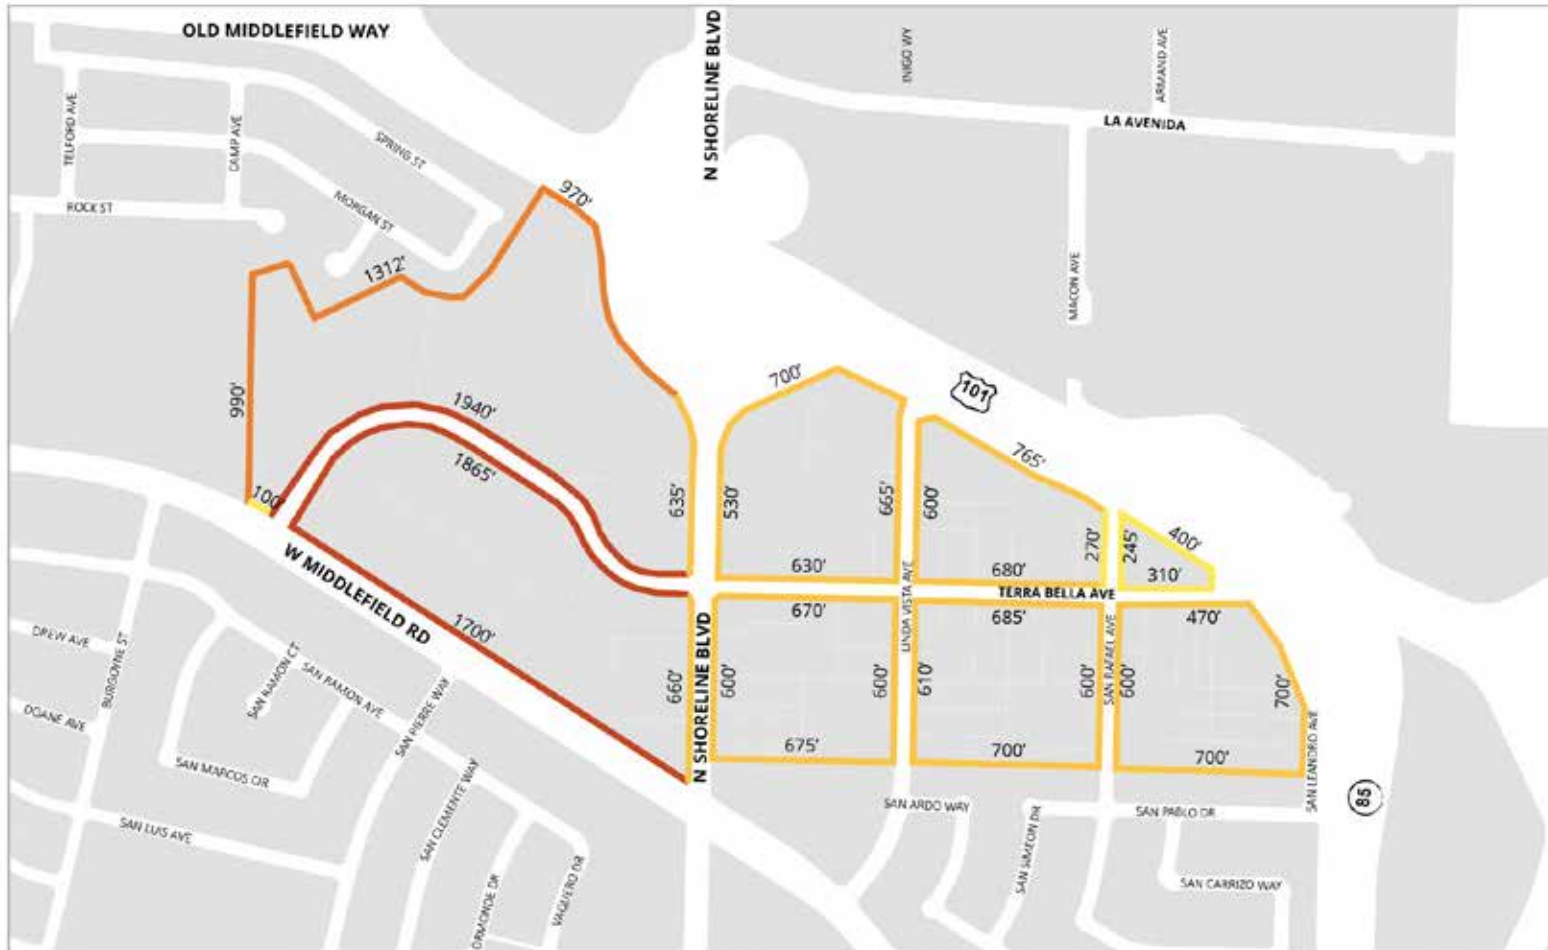 OLD MIDDLEFIELD WAY
N SHORELINE BLVD
INIGO WY
ARMAND AVE
LA AVENIDA
TELFORD AVE
CAMP AVE
SPRING ST
ROCK ST
MORGAN ST
970'
1312'
MACON AVE
990'
1940'
1865'
100'
700'
101
765'
635'
530'
665'
600'
270'
245'
400'
630'
680'
310'
TERRA BELLA AVE
W MIDDLEFIELD RD
1700'
670'
685'
470'
LINDA VISTA AVE
SAN RAFAEL AVE
N SHORELINE BLVD
660'
600'
600'
610'
600'
600'
700'
675'
700'
700'
SAN LEANDRO AVE
85
DREW AVE
BURGOYNE ST
SAN RAMON CT
SAN RAMON AVE
SAN PIERRE WAY
DOANE AVE
SAN MARCOS CIR
SAN LUIS AVE
SAN CLEMENTE WAY
ORMONDE DR
VAQUERO DR
SAN ARDO WAY
SAN SIMEON DR
SAN PABLO DR
SAN CARRIZO WAY